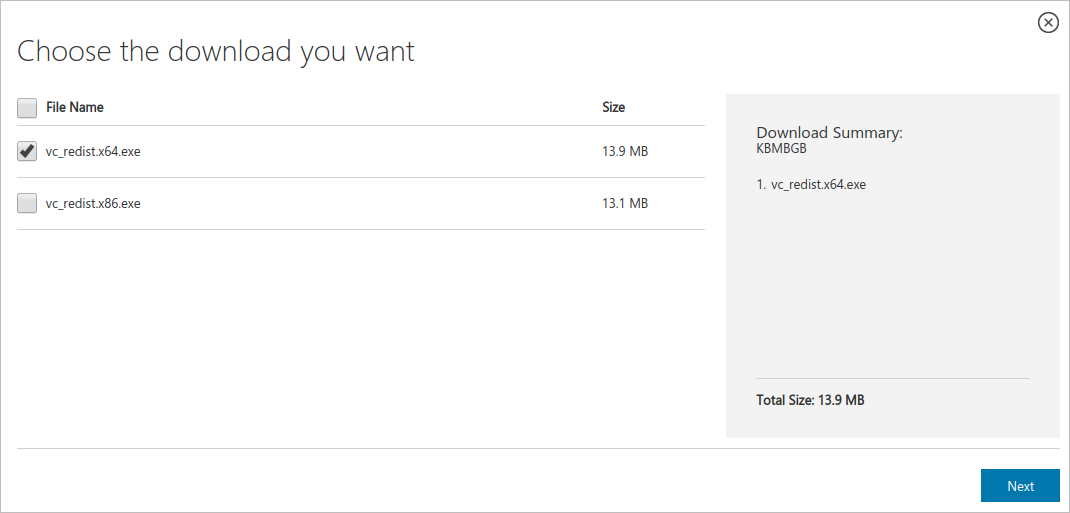 Choose the download you want
File Name Size
vc_redist.x64.exe 13.9 MB
vc_redist.x86.exe 13.1 MB
Download Summary:
KBMBGB
1. vc_redist.x64.exe
Total Size: 13.9 MB
Next